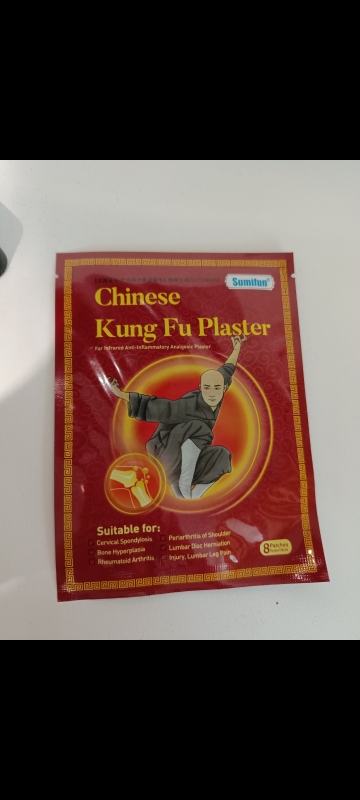 Sumifun®
Chinese
Kung Fu Plaster
Far Infrared Anti-Inflammatory Analgesic Plaster
Suitable for:
Cervical Spondylosis
Bone Hyperplasia
Rheumatoid Arthritis
Periarthritis of Shoulder
Lumbar Disc Herniation
Injury, Lumbar Leg Pain
8 Patches